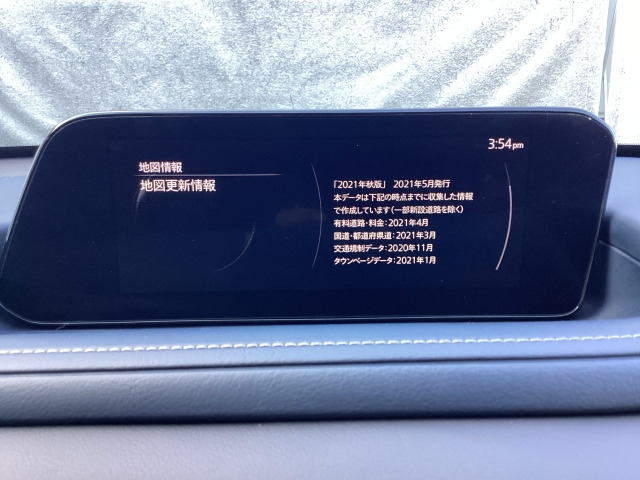 3:54pm
地図情報
地図更新情報
「2021年秋版」 2021年5月発行
本データは下記の時点までに収集した情報
で作成しています(一部新設道路を除く)
有料道路・料金:2021年4月
国道・都道府県道:2021年3月
交通規制データ:2020年11月
タウンページデータ:2021年1月